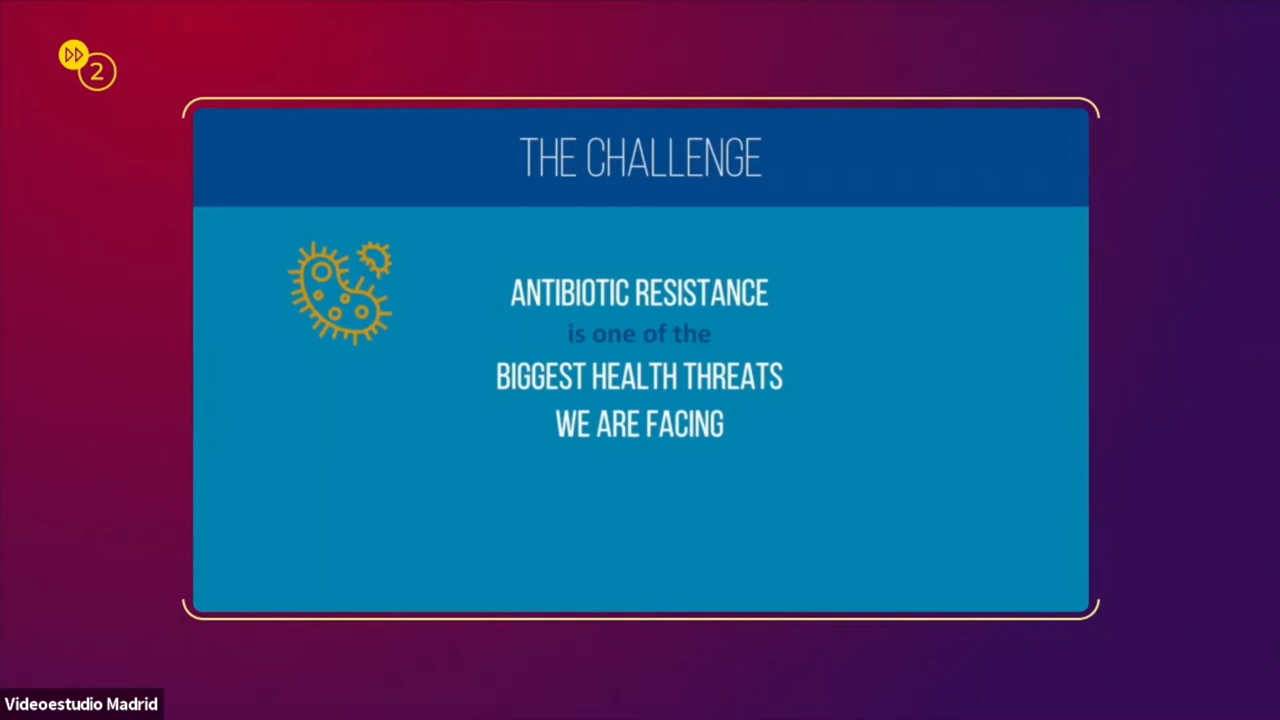 2
THE CHALLENGE
ANTIBIOTIC RESISTANCE
is one of the
BIGGEST HEALTH THREATS
WE ARE FACING
Videoestudio Madrid